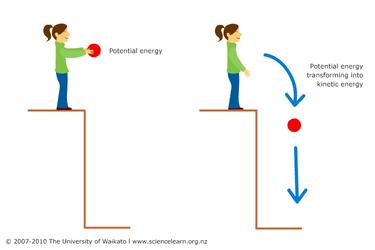 Potential energy
Potential energy
transforming into
kinetic energy
© 2007-2010 The University of Waikato l www.sciencelearn.org.nz